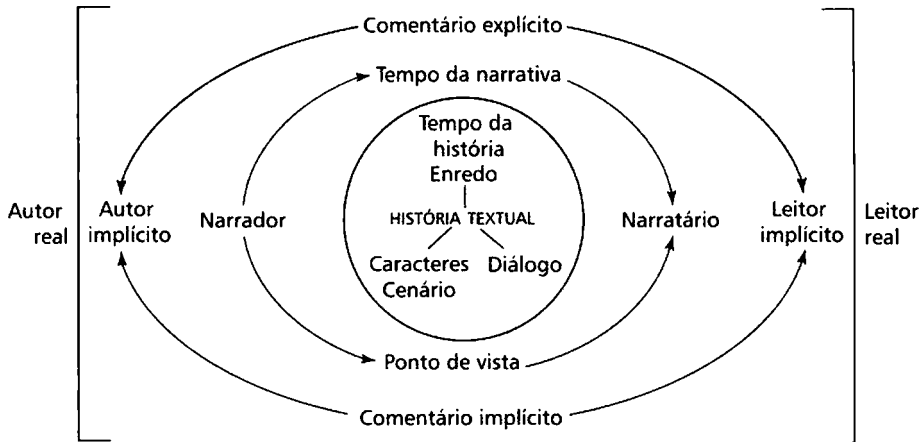 Comentário explícito
Tempo da narrativa
Tempo da
história
Enredo
Autor
real
Autor
implícito
Narrador
HISTÓRIA TEXTUAL
Narratário
Leitor
implícito
Leitor
real
Caracteres
Cenário
Diálogo
Ponto de vista
Comentário implícito